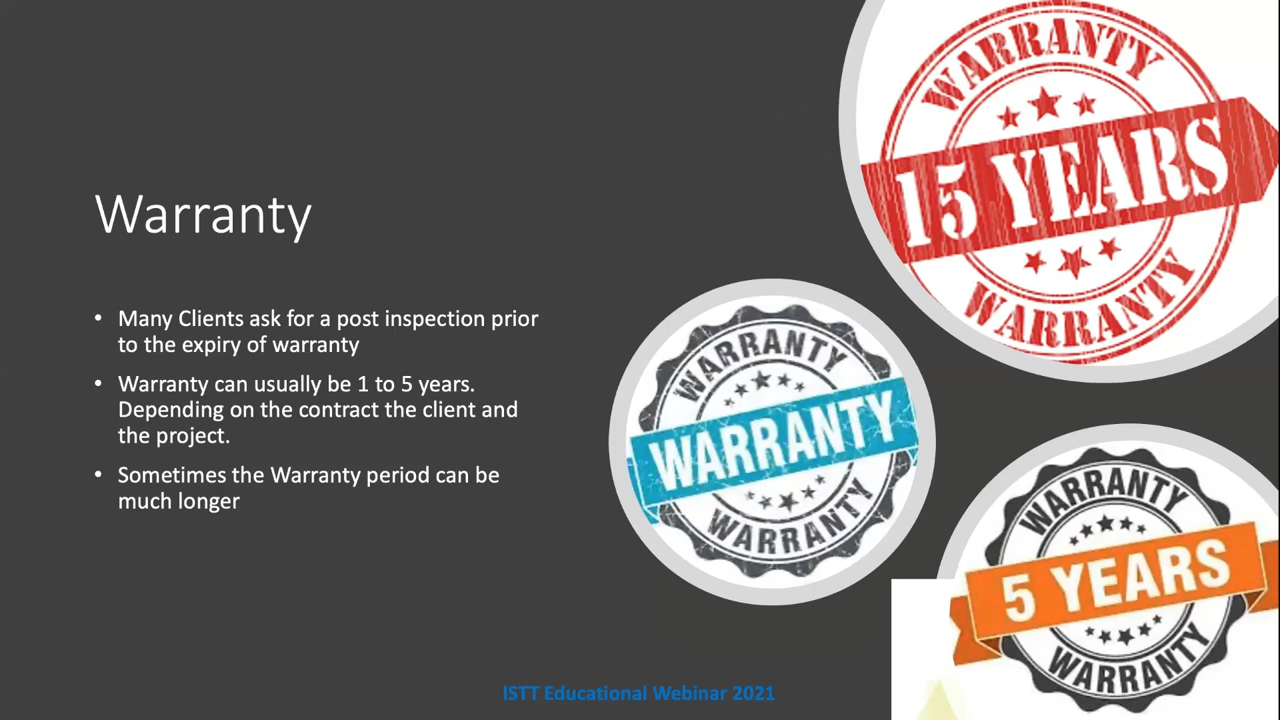 Warranty
• Many Clients ask for a post inspection prior
to the expiry of warranty
• Warranty can usually be 1 to 5 years.
Depending on the contract the client and
the project.
• Sometimes the Warranty period can be
much longer
WARRANTY
15 YEARS
WARRANTY
WARRANTY
WARRANTY
WARRANTY
WARRANTY
5 YEARS
WARRANTY
ISTT Educational Webinar 2021